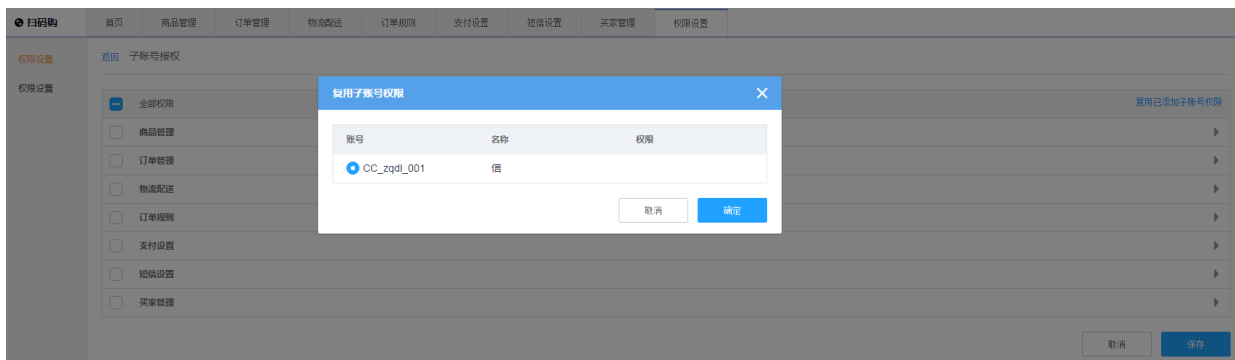 扫码购 首页 商品管理 订单管理 物流配送 订单规则 支付设置 短信设置 买家管理 权限设置
权限设置
权限设置
返回 子账号授权
全部权限 复用已添加子账号权限
商品管理
订单管理
物流配送
订单规则
支付设置
短信设置
买家管理
取消 保存
复用子账号权限
账号 名称 权限
CC_zqdl_001 信
取消 确定